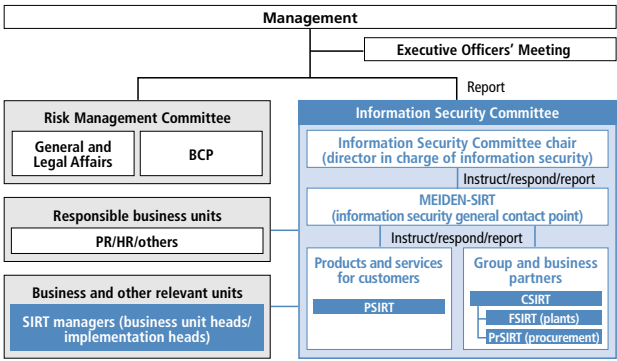 Management
Executive Officers’ Meeting
Report
Risk Management Committee
General and
Legal Affairs
BCP
Responsible business units
PR/HR/others
Business and other relevant units
SIRT managers (business unit heads/
implementation heads)
Information Security Committee
Information Security Committee chair
(director in charge of information security)
Instruct/respond/report
MEIDEN-SIRT
(information security general contact point)
Instruct/respond/report
Products and services
for customers
PSIRT
Group and business
partners
CSIRT
FSIRT (plants)
PrSIRT (procurement)